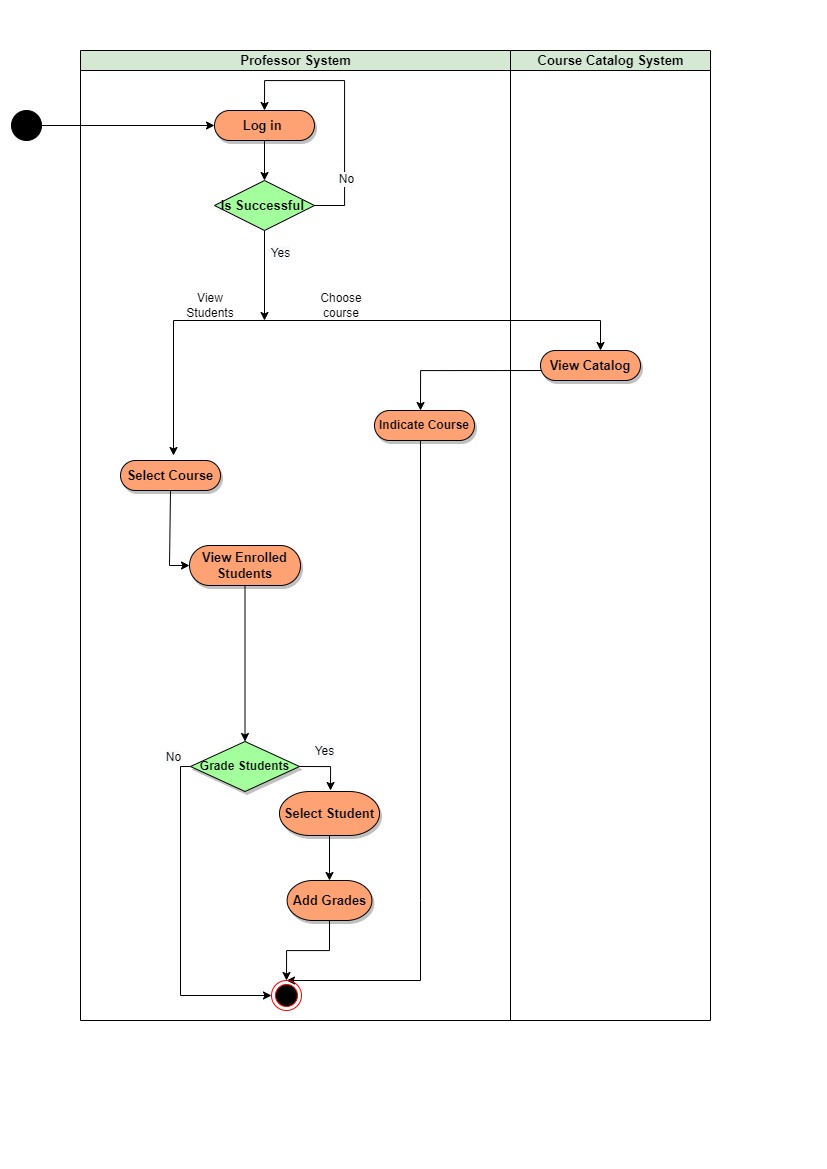 Professor System
Course Catalog System
Log in
No
Is Successful
Yes
View
Students
Choose
course
View Catalog
Indicate Course
Select Course
View Enrolled
Students
No
Grade Students
Yes
Select Student
Add Grades